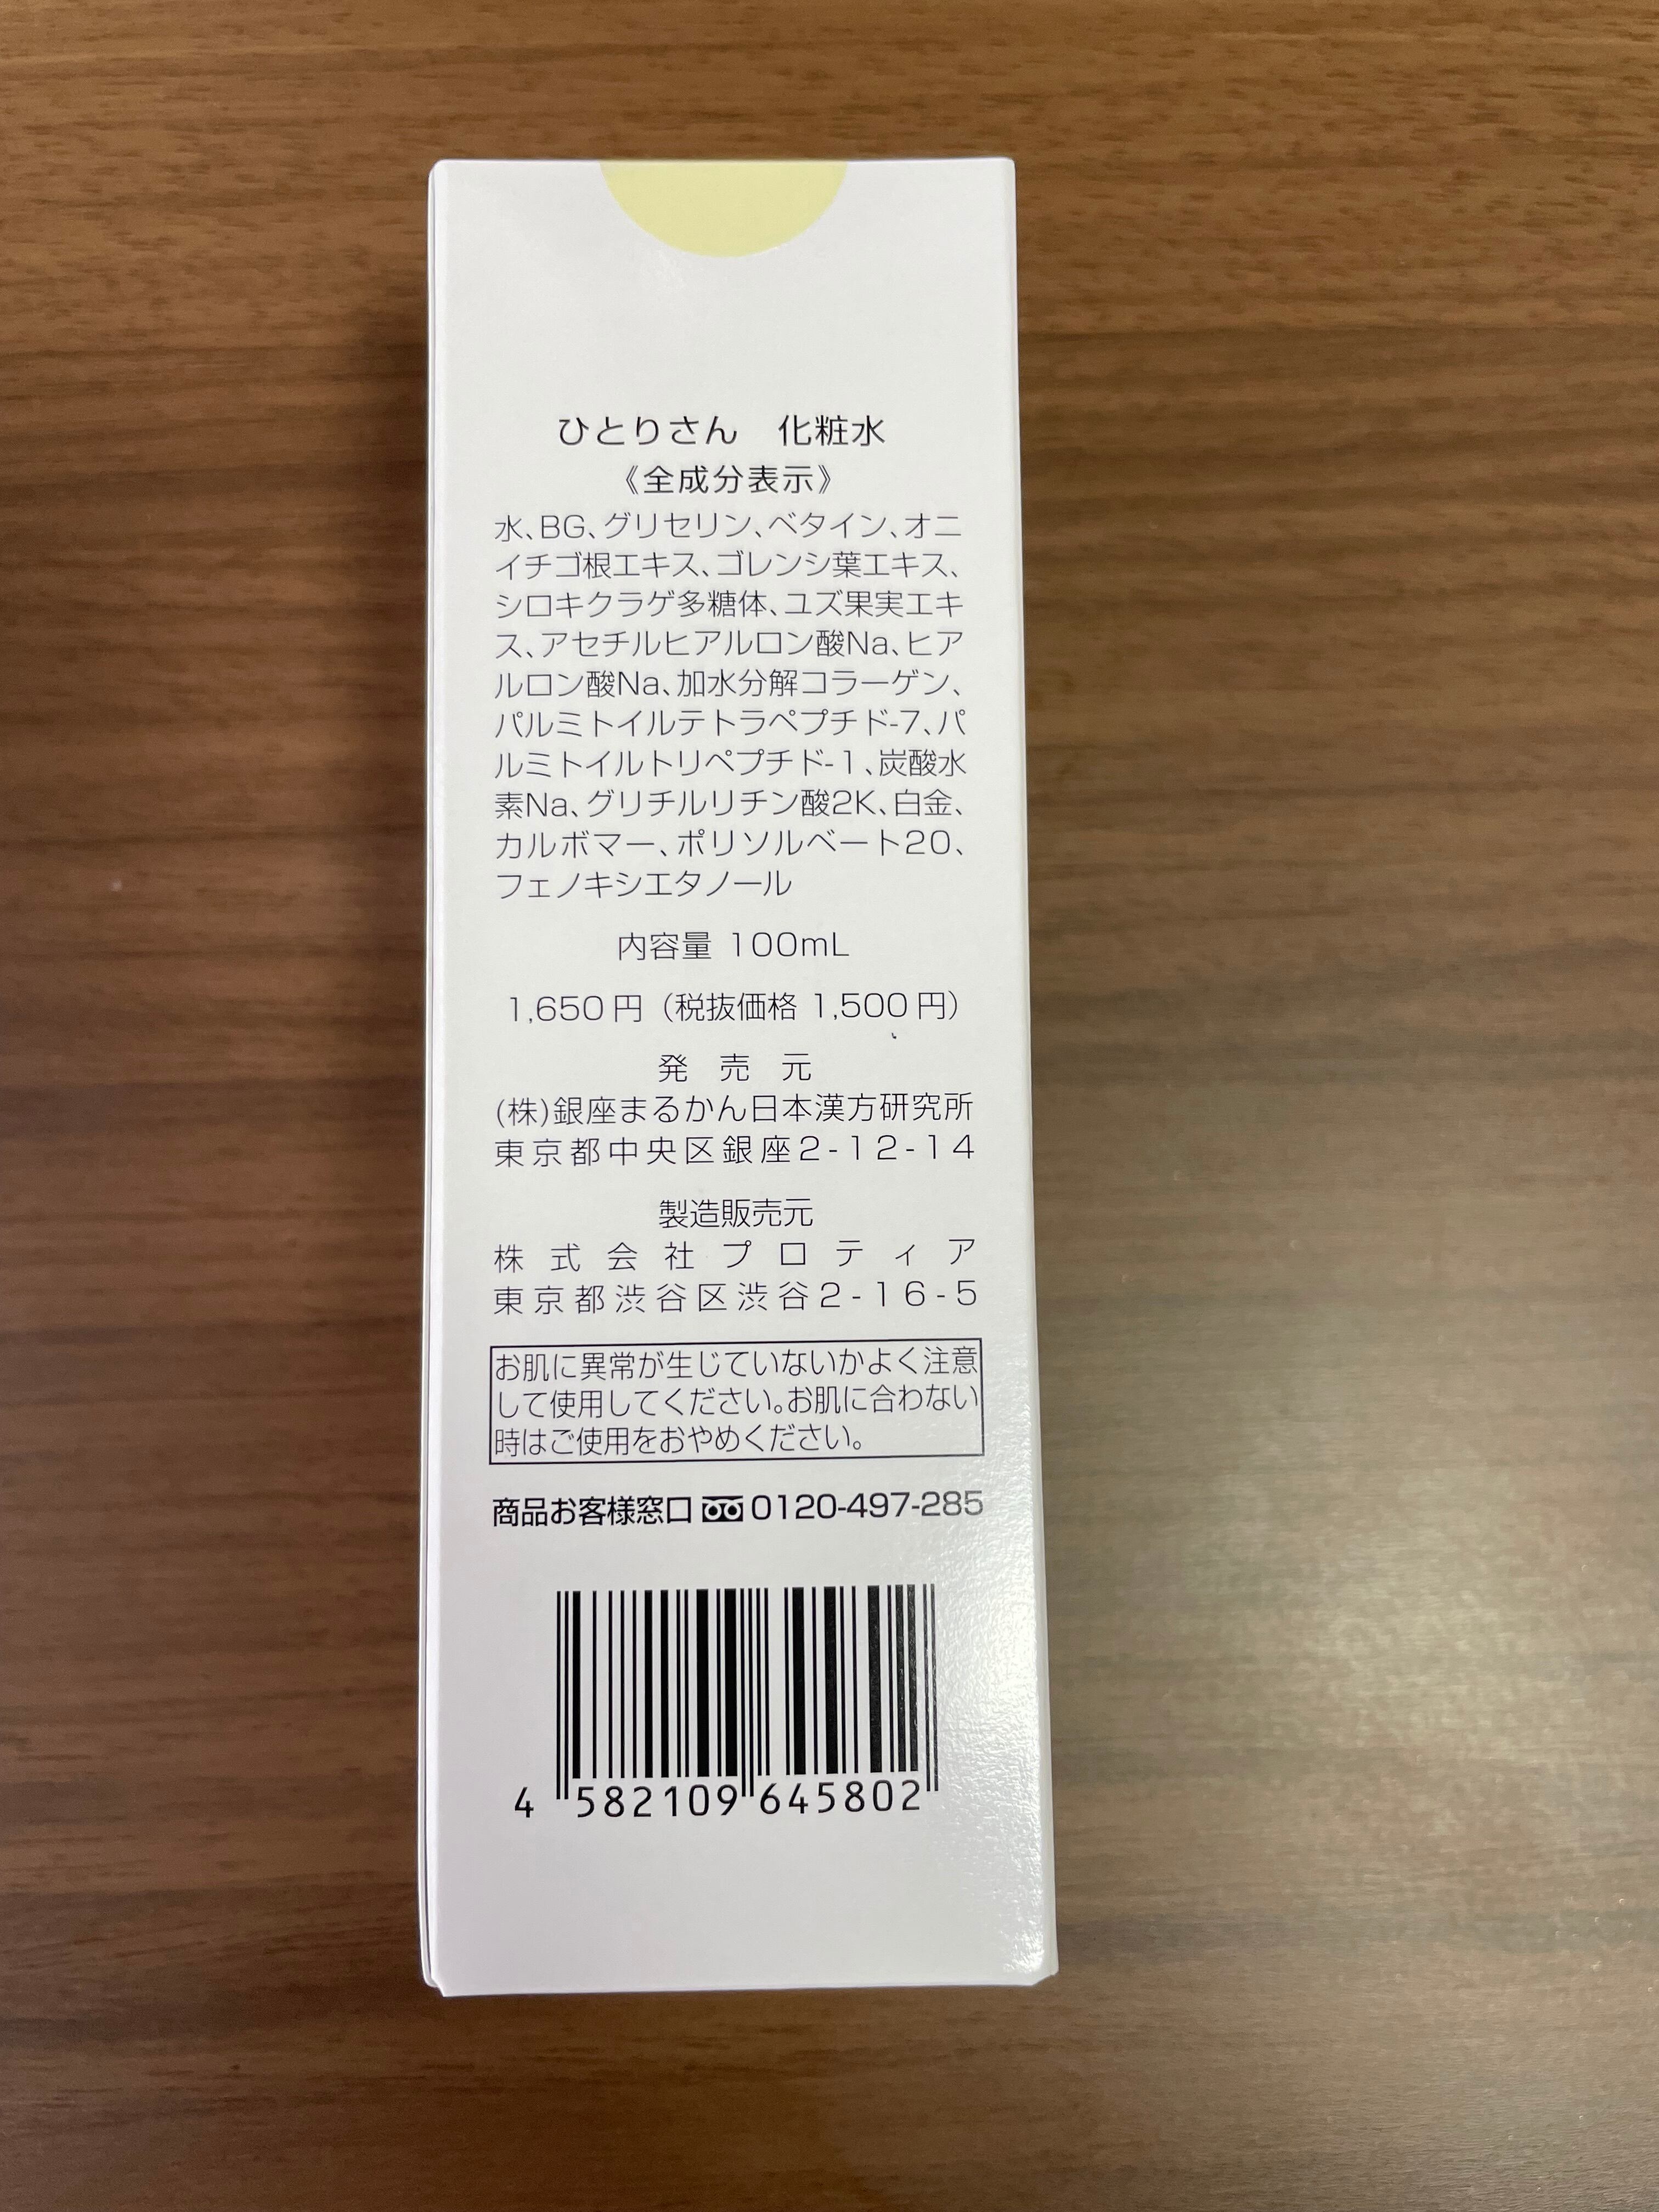 ひとりさん　化粧水
《全成分表示》
水、BG、グリセリン、ベタイン、オニ
イチゴ根エキス、ゴレンシ葉エキス、
シロキクラゲ多糖体、ユズ果実エキ
ス、アセチルヒアルロン酸Na、ヒア
ルロン酸Na、加水分解コラーゲン、
パルミトイルテトラペプチド-7、パ
ルミトイルトリペプチド-1、炭酸水
素Na、グリチルリチン酸2K、白金、
カルボマー、ポリソルベート20、
フェノキシエタノール
内容量 100mL
1,650円（税抜価格 1,500円）
発　売　元
(株)銀座まるかん日本漢方研究所
東京都中央区銀座2-12-14
製造販売元
株式会社プロティア
東京都渋谷区渋谷2-16-5
お肌に異常が生じていないかよく注意
して使用してください。お肌に合わない
時はご使用をおやめください。
商品お客様窓口 0120-497-285
4 582109 645802